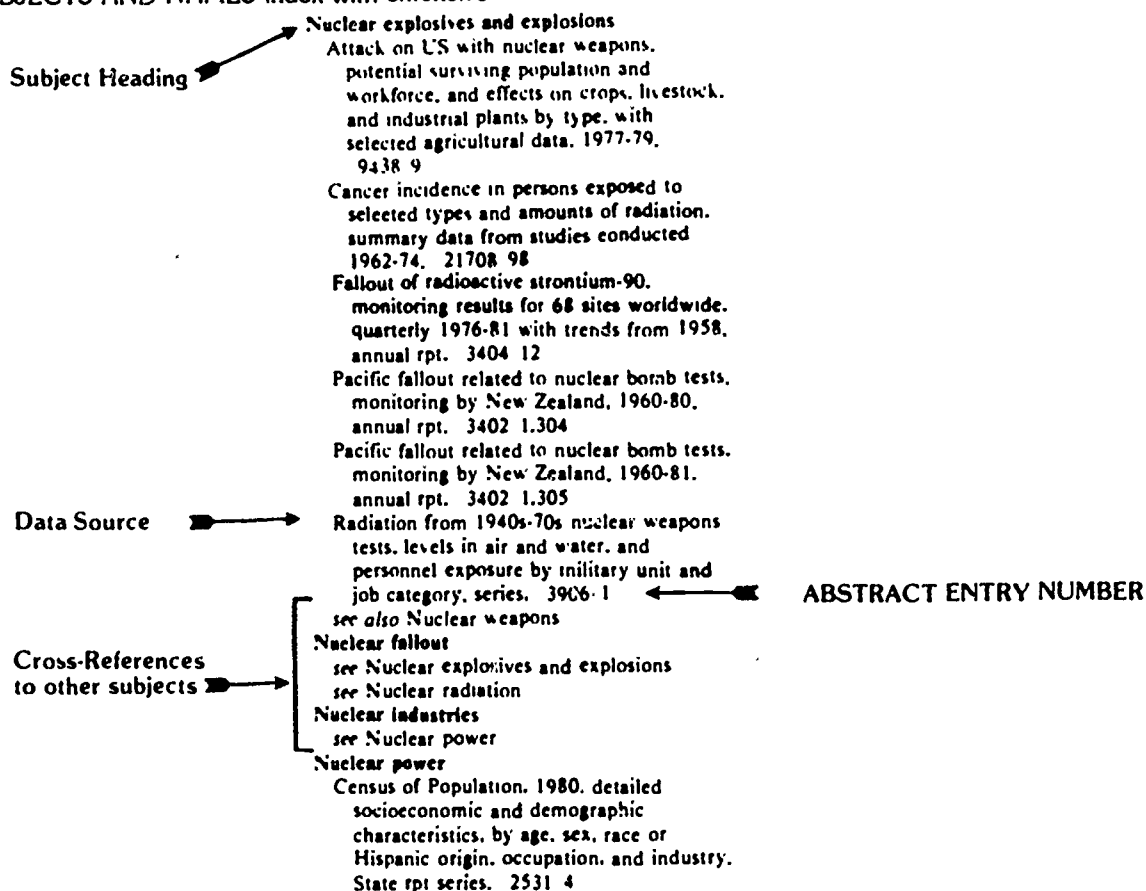 SUBJECTS AND NAMES index with extensive
Nuclear explosives and explosions
Attack on US with nuclear weapons,
potential surviving population and
workforce, and effects on crops, livestock,
and industrial plants by type, with
selected agricultural data, 1977-79,
9438 9
Cancer incidence in persons exposed to
selected types and amounts of radiation,
summary data from studies conducted
1962-74, 21708 98
Fallout of radioactive strontium-90,
monitoring results for 68 sites worldwide,
quarterly 1976-81 with trends from 1958,
annual rpt. 3404 12
Pacific fallout related to nuclear bomb tests,
monitoring by New Zealand, 1960-80,
annual rpt. 3402 1.304
Pacific fallout related to nuclear bomb tests,
monitoring by New Zealand, 1960-81,
annual rpt. 3402 1.305
Radiation from 1940s-70s nuclear weapons
tests, levels in air and water, and
personnel exposure by military unit and
job category, series. 3906-1
see also Nuclear weapons
Nuclear fallout
see Nuclear explosives and explosions
see Nuclear radiation
Nuclear industries
see Nuclear power
Nuclear power
Census of Population, 1980, detailed
socioeconomic and demographic
characteristics, by age, sex, race or
Hispanic origin, occupation, and industry,
State rpt series. 2531 4
Subject Heading
Data Source
ABSTRACT ENTRY NUMBER
Cross-References
to other subjects